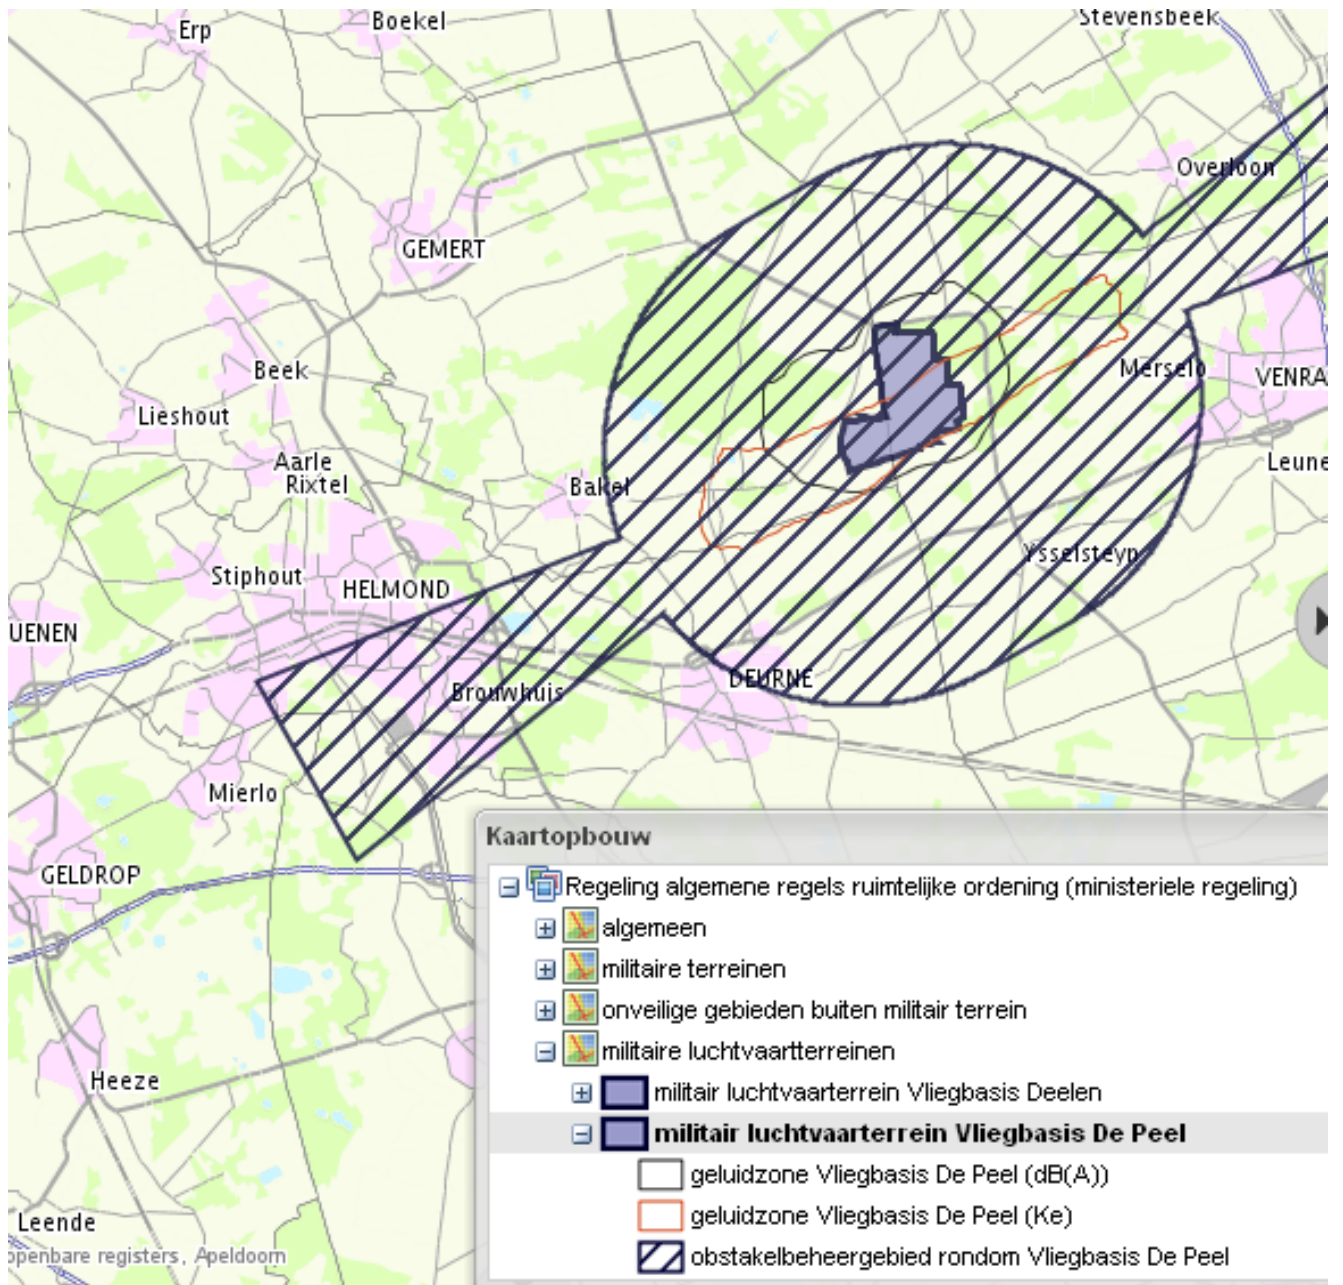 Erp
Boekel
Stevensbeek
Overloon
GEMERT
Beek
Merselo
VENRA
Lieshout
Aarle
Rixtel
Leune
Bakel
Ysselsteyn
Stiphout
HELMOND
UENEN
DEURNE
Brouwhuis
Mierlo
GELDROP
Heeze
Leende
openbare registers, Apeldoorn
Kaartopbouw
Regeling algemene regels ruimtelijke ordening (ministeriele regeling)
algemeen
militaire terreinen
onveilige gebieden buiten militair terrein
militaire luchtvaartterreinen
militair luchtvaarterrein Vliegbasis Deelen
militair luchtvaarterrein Vliegbasis De Peel
geluidzone Vliegbasis De Peel (dB(A))
geluidzone Vliegbasis De Peel (Ke)
obstakelbeheergebied rondom Vliegbasis De Peel